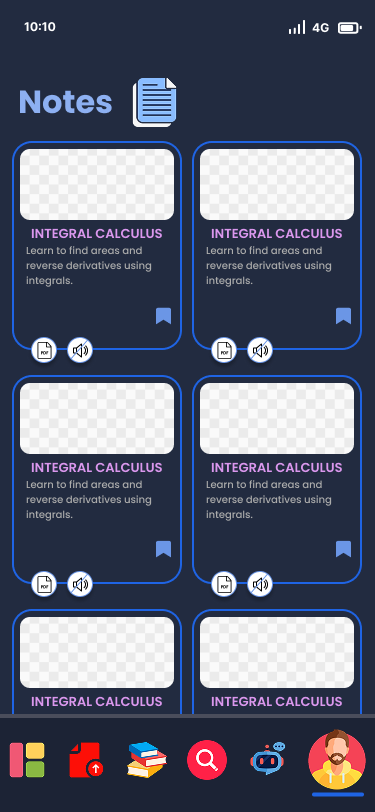 10:10
4G
Notes
INTEGRAL CALCULUS
Learn to find areas and
reverse derivatives using
integrals.
PDF
INTEGRAL CALCULUS
Learn to find areas and
reverse derivatives using
integrals.
PDF
INTEGRAL CALCULUS
Learn to find areas and
reverse derivatives using
integrals.
PDF
INTEGRAL CALCULUS
Learn to find areas and
reverse derivatives using
integrals.
PDF
INTEGRAL CALCULUS
INTEGRAL CALCULUS